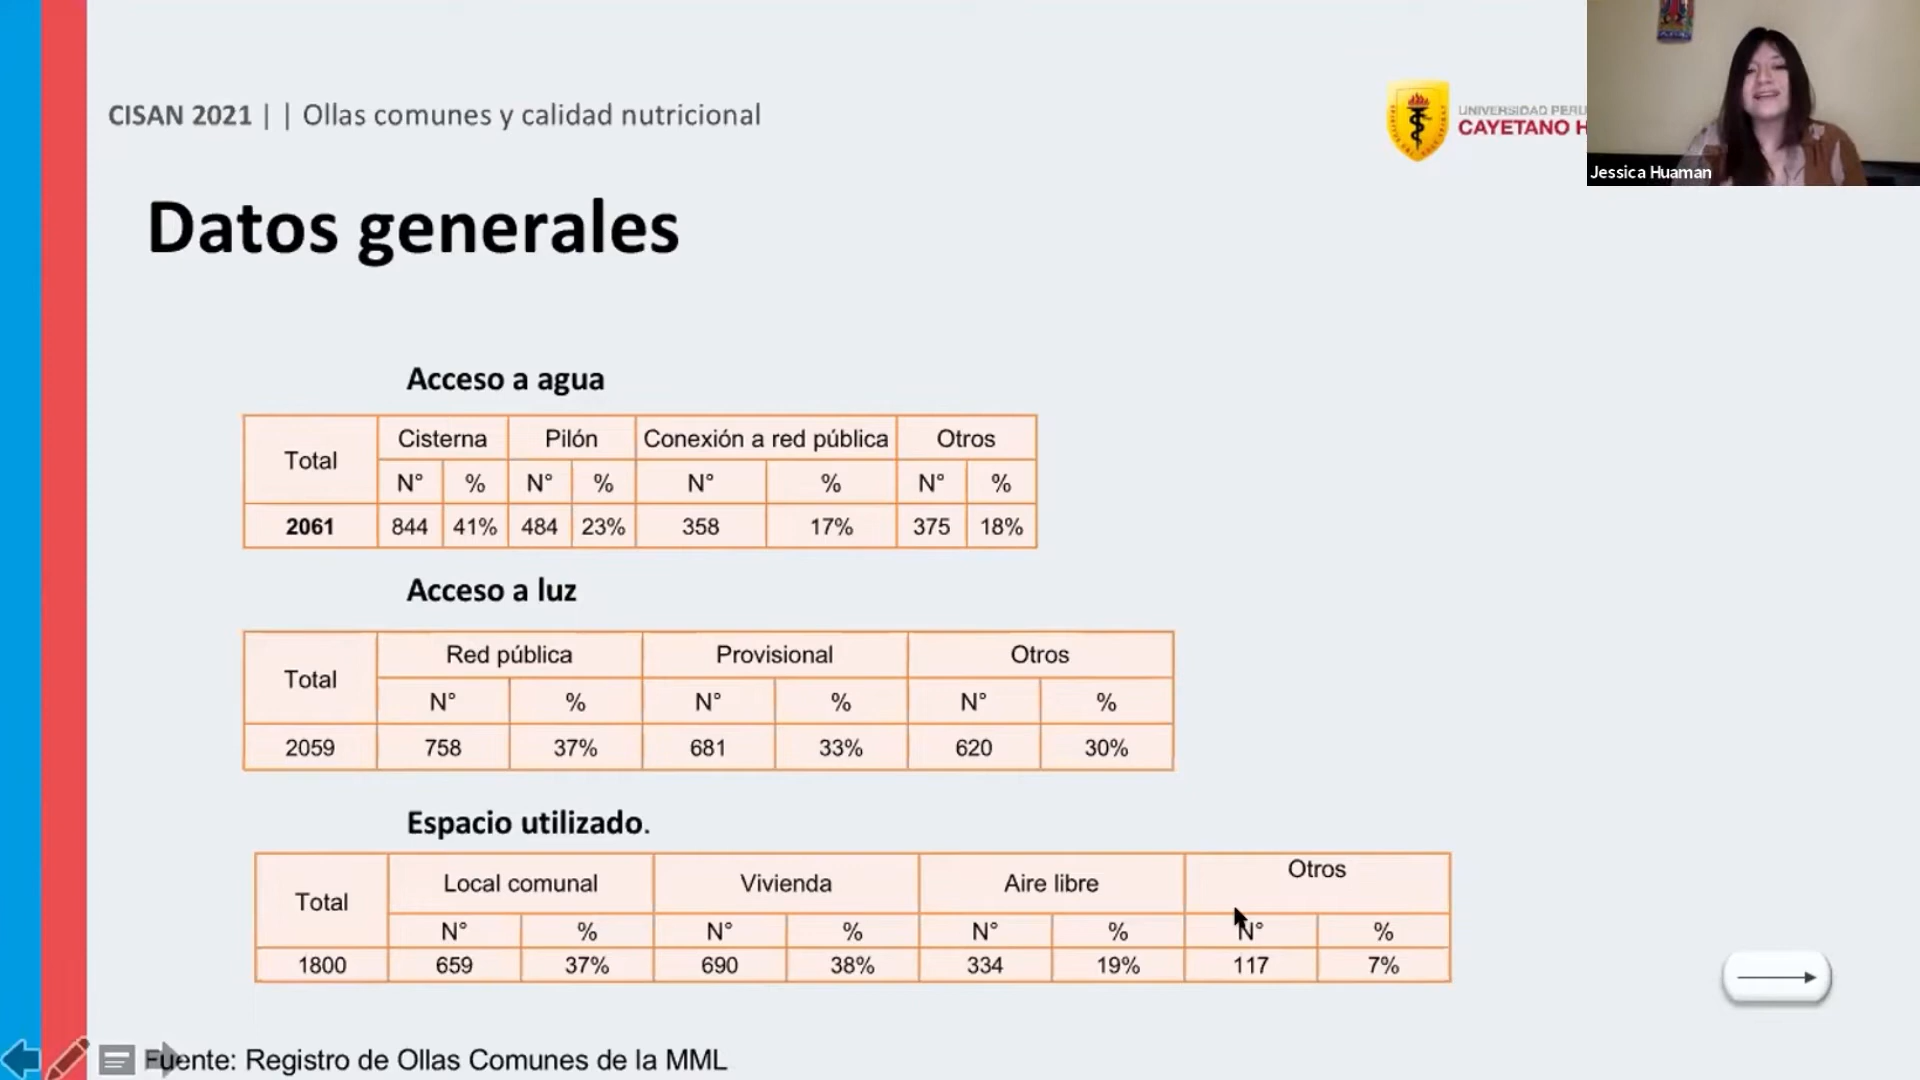 CISAN 2021 | | Ollas comunes y calidad nutricional
UNIVERSIDAD PERU
CAYETANO H
Jessica Huaman
Datos generales
Acceso a agua
Total Cisterna Pilón Conexión a red pública Otros
N° % N° % N° % N° %
2061 844 41% 484 23% 358 17% 375 18%
Acceso a luz
Total Red pública Provisional Otros
N° % N° % N° %
2059 758 37% 681 33% 620 30%
Espacio utilizado.
Total Local comunal Vivienda Aire libre Otros
N° % N° % N° % N° %
1800 659 37% 690 38% 334 19% 117 7%
Fuente: Registro de Ollas Comunes de la MML